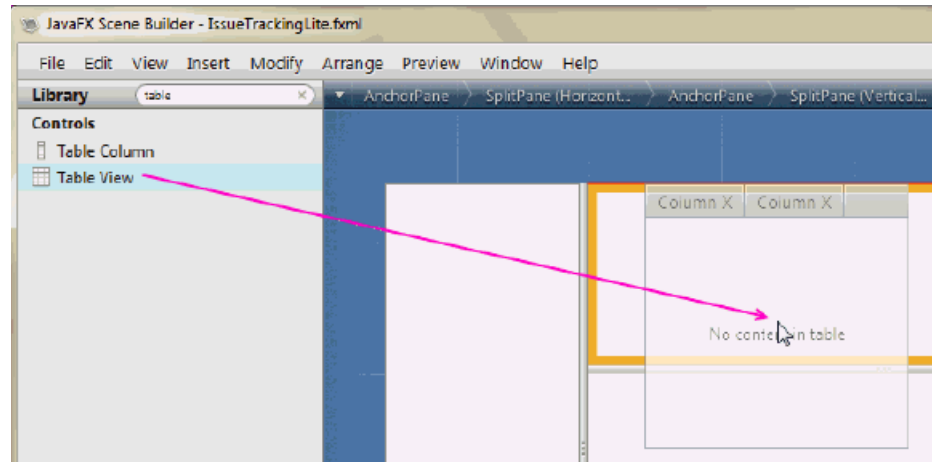 JavaFX Scene Builder - IssueTrackingLite.fxml
File Edit View Insert Modify Arrange Preview Window Help
Library table × AnchorPane SplitPane (Horizont... AnchorPane SplitPane (Vertical...
Controls
Table Column
Table View
Column X Column X
No content in table